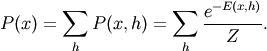 P(x) = \sum_h P(x, h) = \sum_h \frac{e^{-E(x,h)}}{Z}.